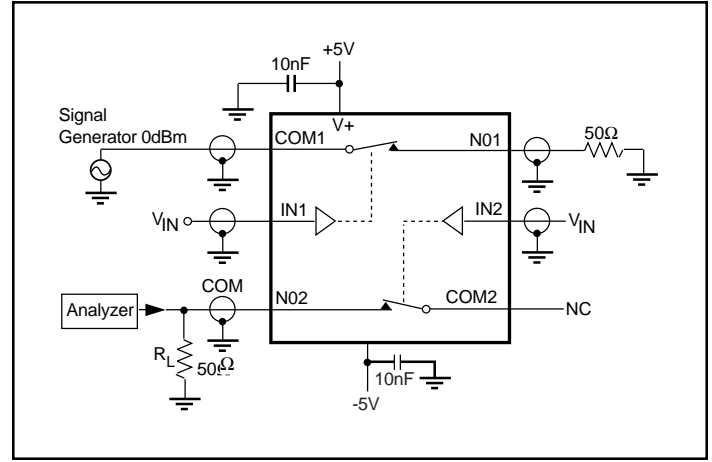 +5V
10nF
V+
Signal
Generator 0dBm
COM1
N01
50Ω
VIN
IN1
IN2
VIN
COM
N02
COM2
NC
Analyzer
RL
50Ω
10nF
-5V